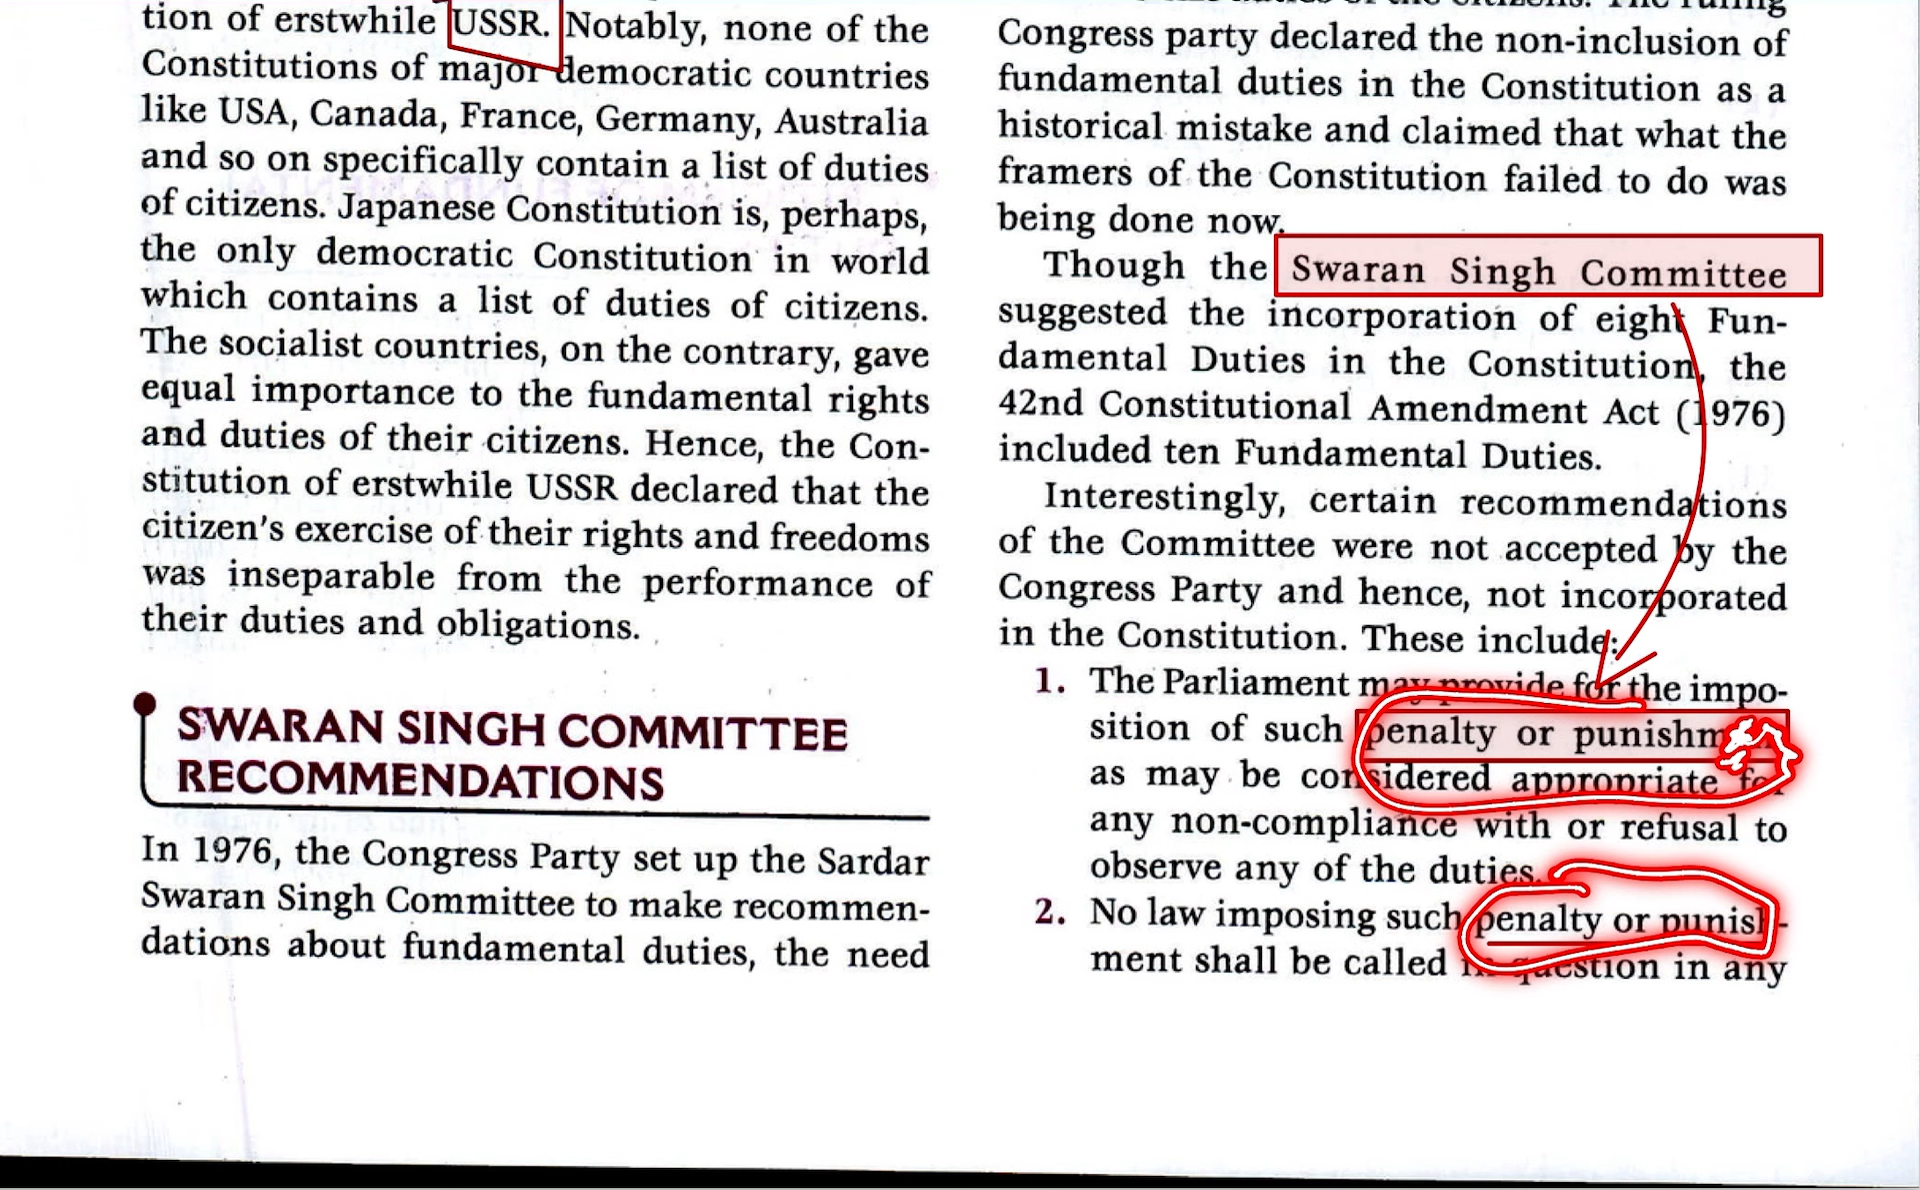 tion of erstwhile USSR. Notably, none of the
Constitutions of major democratic countries
like USA, Canada, France, Germany, Australia
and so on specifically contain a list of duties
of citizens. Japanese Constitution is, perhaps,
the only democratic Constitution in world
which contains a list of duties of citizens.
The socialist countries, on the contrary, gave
equal importance to the fundamental rights
and duties of their citizens. Hence, the Con-
stitution of erstwhile USSR declared that the
citizen's exercise of their rights and freedoms
was inseparable from the performance of
their duties and obligations.
SWARAN SINGH COMMITTEE
RECOMMENDATIONS
In 1976, the Congress Party set up the Sardar
Swaran Singh Committee to make recommen-
dations about fundamental duties, the need
Congress party declared the non-inclusion of
fundamental duties in the Constitution as a
historical mistake and claimed that what the
framers of the Constitution failed to do was
being done now.
Though the Swaran Singh Committee
suggested the incorporation of eight Fun-
damental Duties in the Constitution, the
42nd Constitutional Amendment Act (1976)
included ten Fundamental Duties.
Interestingly, certain recommendations
of the Committee were not accepted by the
Congress Party and hence, not incorporated
in the Constitution. These include:
1. The Parliament may provide for the impo-
sition of such penalty or punishm
as may be considered appropriate for
any non-compliance with or refusal to
observe any of the duties.
2. No law imposing such penalty or punish-
ment shall be called in question in any